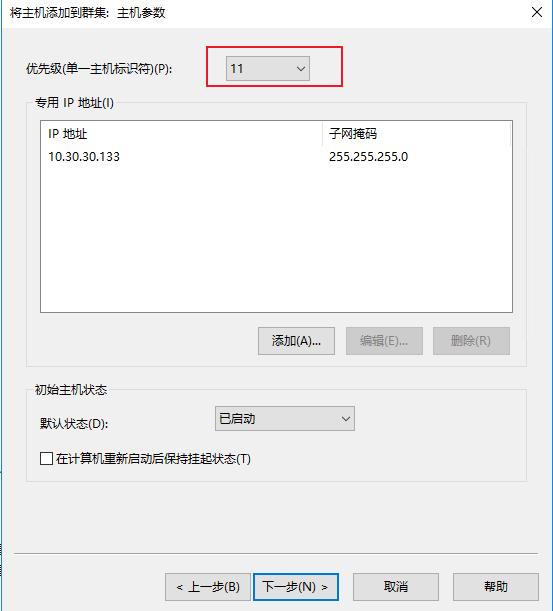 将主机添加到群集: 主机参数
优先级(单一主机标识符)(P):
11
专用 IP 地址(I)
IP 地址 子网掩码
10.30.30.133 255.255.255.0
添加(A)... 编辑(E)... 删除(R)
初始主机状态
默认状态(D):
已启动
在计算机重新启动后保持挂起状态(T)
< 上一步(B) 下一步(N) > 取消 帮助